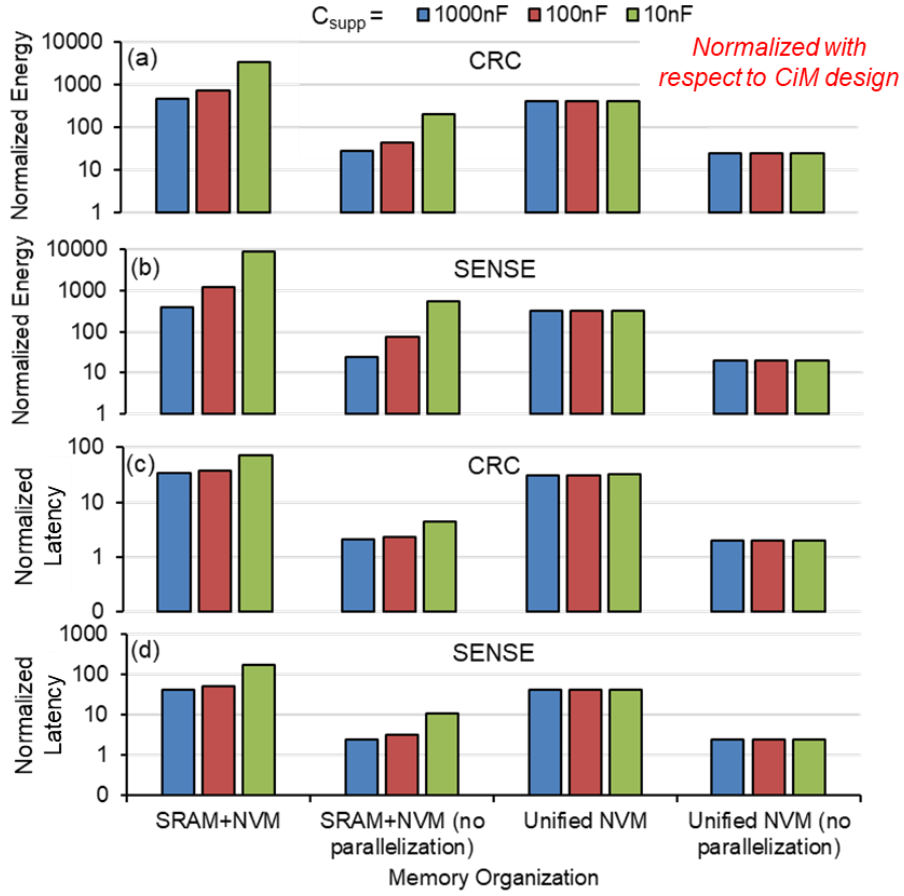 C_supp = 1000nF 100nF 10nF
Normalized with
respect to CiM design
(a) CRC
Normalized Energy
10000
1000
100
10
1
(b) SENSE
Normalized Energy
10000
1000
100
10
1
(c) CRC
Normalized
Latency
100
10
1
0
(d) SENSE
Normalized
Latency
1000
100
10
1
0
SRAM+NVM
SRAM+NVM (no
parallelization)
Unified NVM
Unified NVM (no
parallelization)
Memory Organization